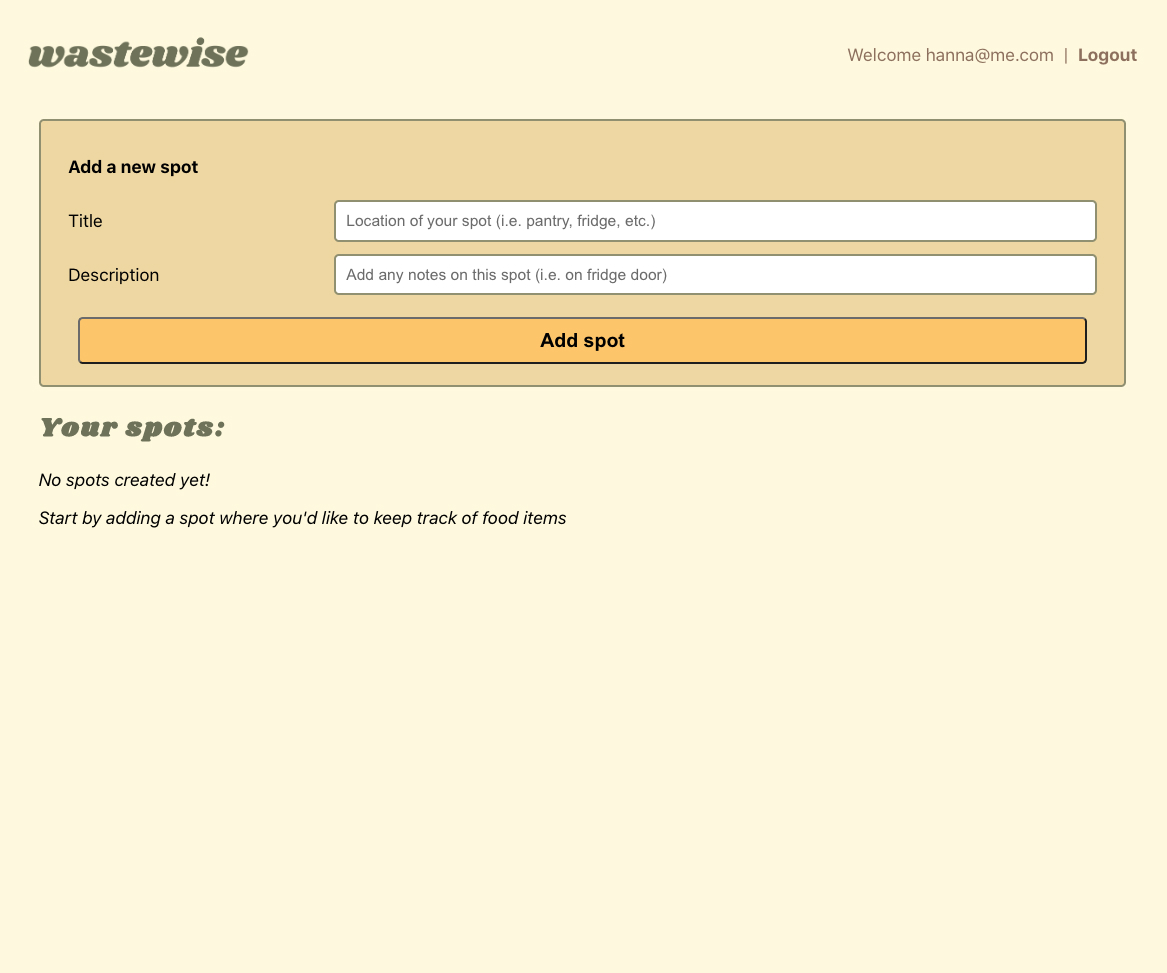 wastewise
Welcome hanna@me.com | Logout
Add a new spot
Title
Location of your spot (i.e. pantry, fridge, etc.)
Description
Add any notes on this spot (i.e. on fridge door)
Add spot
Your spots:
No spots created yet!
Start by adding a spot where you'd like to keep track of food items